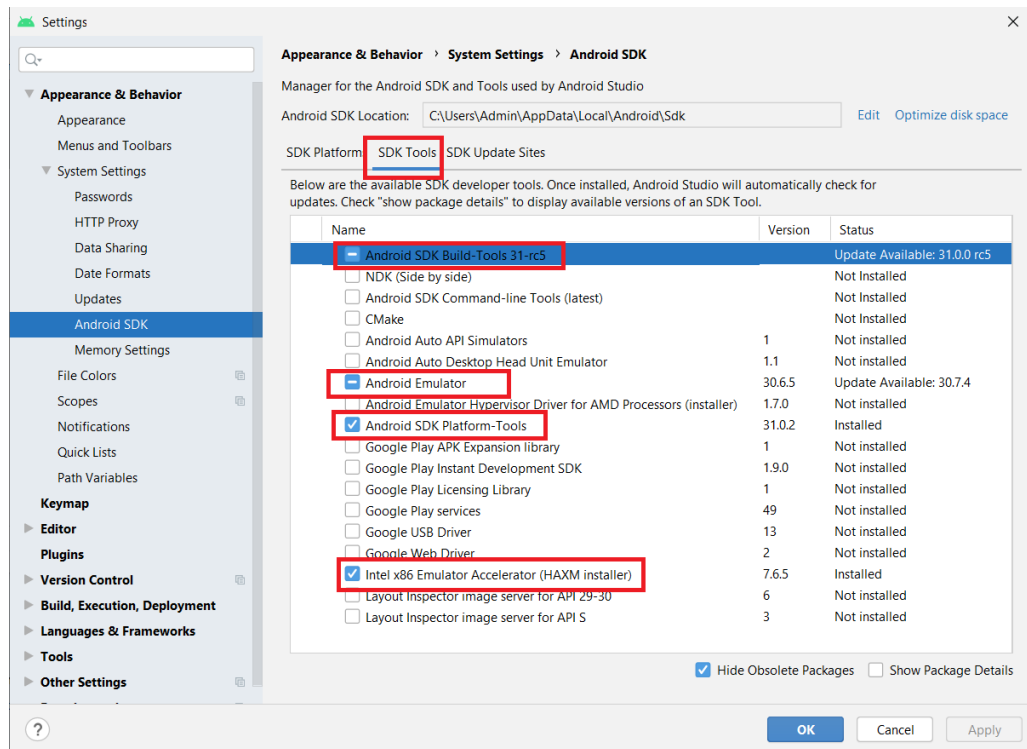 Settings
Appearance & Behavior
Appearance
Menus and Toolbars
System Settings
Passwords
HTTP Proxy
Data Sharing
Date Formats
Updates
Android SDK
Memory Settings
File Colors
Scopes
Notifications
Quick Lists
Path Variables
Keymap
Editor
Plugins
Version Control
Build, Execution, Deployment
Languages & Frameworks
Tools
Other Settings
Appearance & Behavior › System Settings › Android SDK
Manager for the Android SDK and Tools used by Android Studio
Android SDK Location: C:\Users\Admin\AppData\Local\Android\Sdk Edit Optimize disk space
SDK Platform SDK Tools SDK Update Sites
Below are the available SDK developer tools. Once installed, Android Studio will automatically check for
updates. Check "show package details" to display available versions of an SDK Tool.
Name Version Status
Android SDK Build-Tools 31-rc5 Update Available: 31.0.0 rc5
NDK (Side by side) Not Installed
Android SDK Command-line Tools (latest) Not Installed
CMake Not Installed
Android Auto API Simulators 1 Not installed
Android Auto Desktop Head Unit Emulator 1.1 Not installed
Android Emulator 30.6.5 Update Available: 30.7.4
Android Emulator Hypervisor Driver for AMD Processors (installer) 1.7.0 Not installed
Android SDK Platform-Tools 31.0.2 Installed
Google Play APK Expansion library 1 Not installed
Google Play Instant Development SDK 1.9.0 Not installed
Google Play Licensing Library 1 Not installed
Google Play services 49 Not installed
Google USB Driver 13 Not installed
Google Web Driver 2 Not installed
Intel x86 Emulator Accelerator (HAXM installer) 7.6.5 Installed
Layout Inspector image server for API 29-30 6 Not installed
Layout Inspector image server for API S 3 Not installed
Hide Obsolete Packages Show Package Details
? OK Cancel Apply